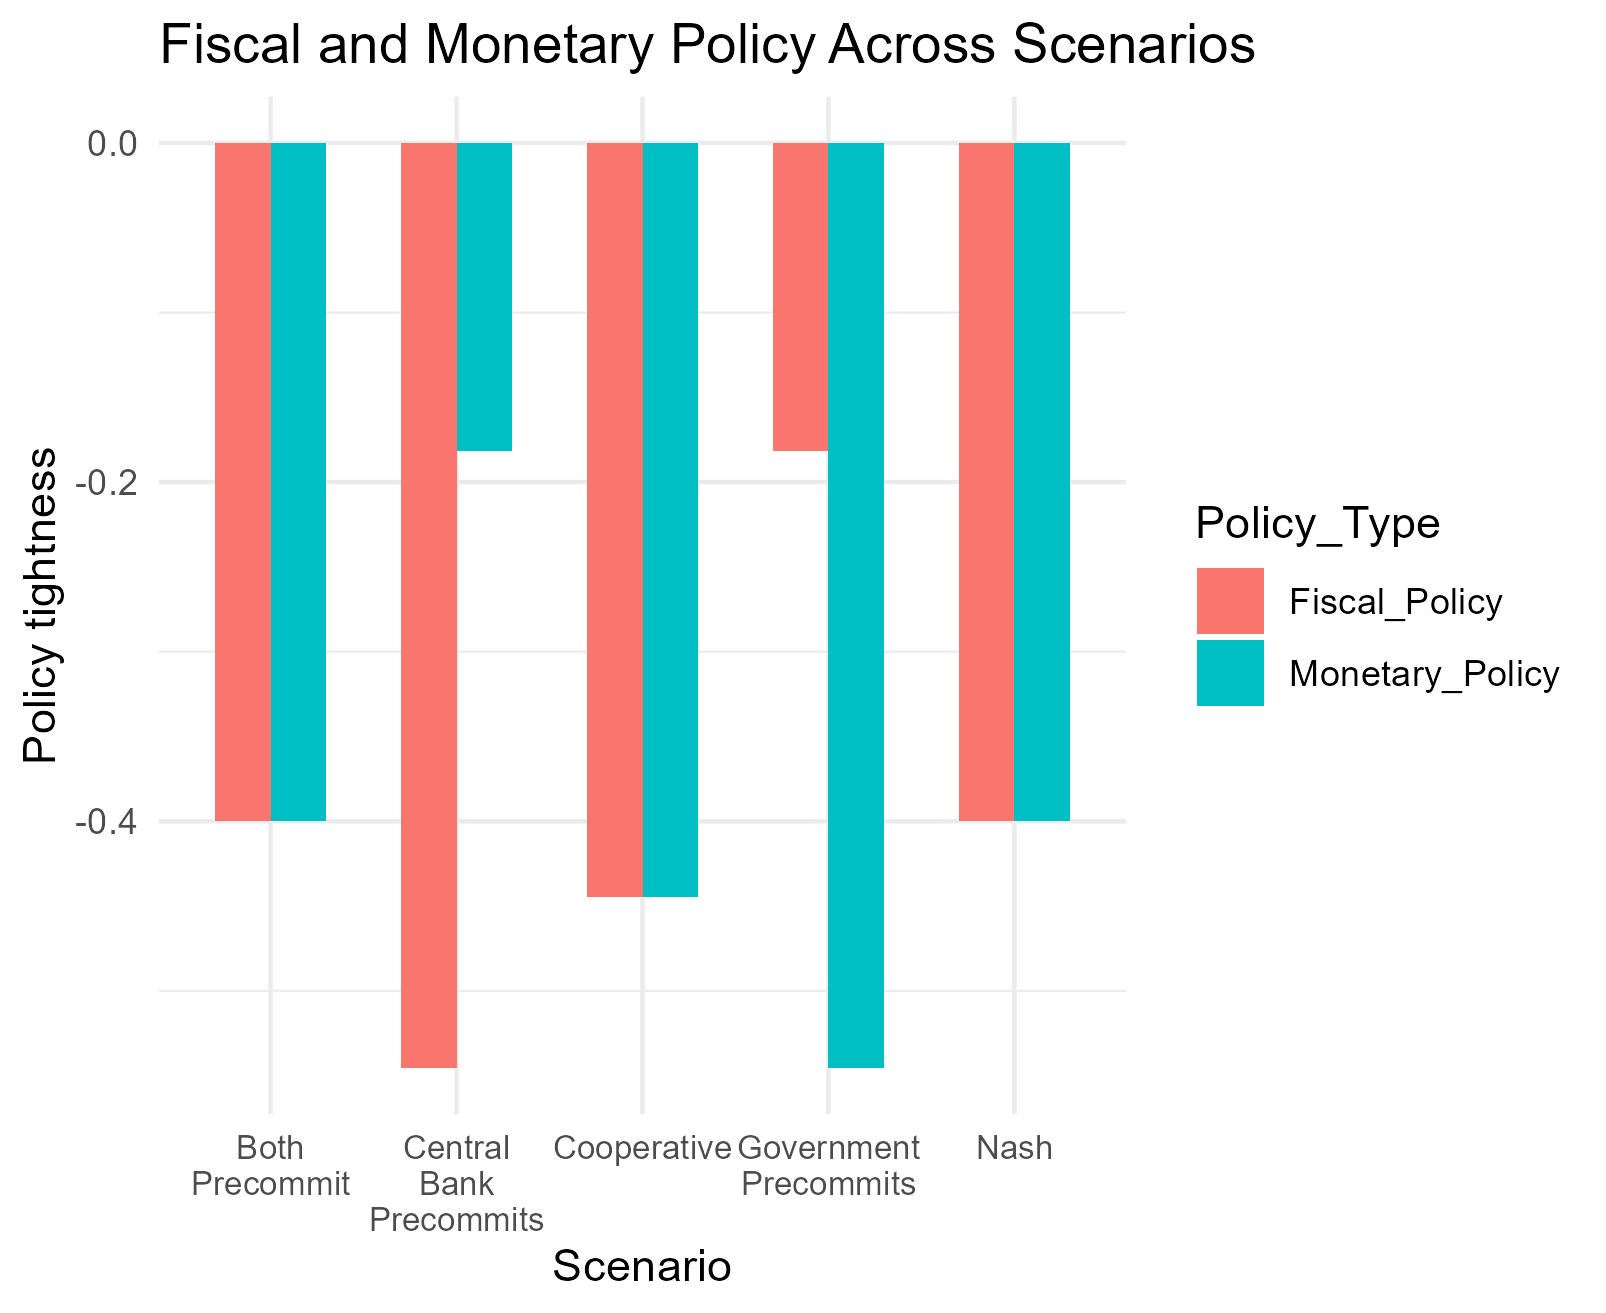 Fiscal and Monetary Policy Across Scenarios
0.0
-0.2
-0.4
Policy tightness
Both
Precommit
Central
Bank
Precommits
Cooperative
Government
Precommits
Nash
Scenario
Policy_Type
Fiscal_Policy
Monetary_Policy